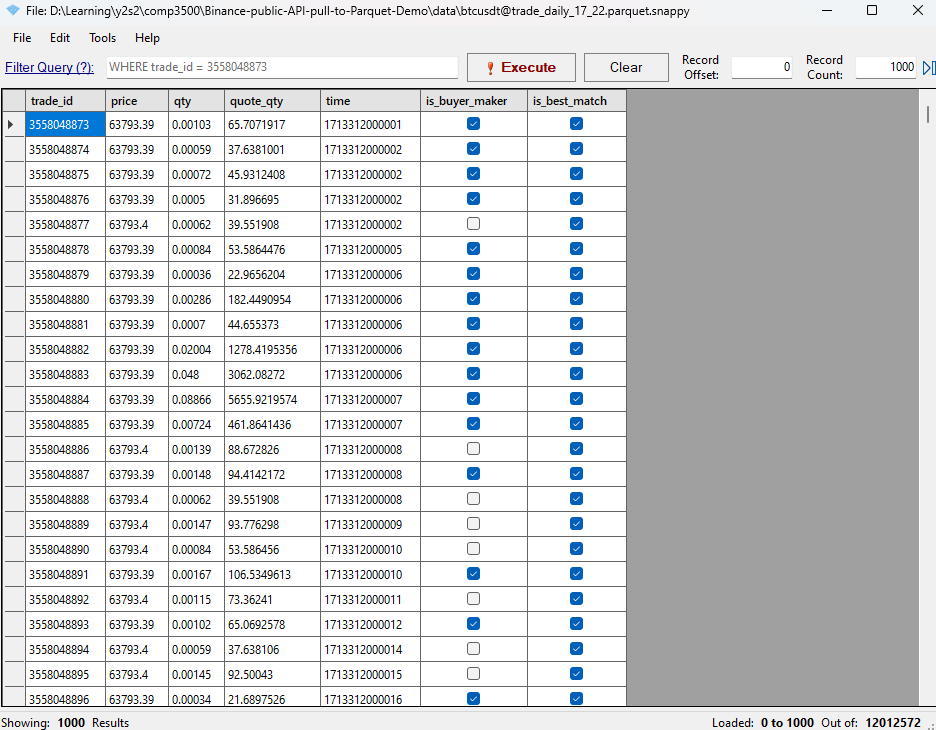 File: D:\Learning\y2s2\comp3500\Binance-public-API-pull-to-Parquet-Demo\data\btcusdt@trade_daily_17_22.parquet.snappy
File Edit Tools Help
Filter Query (?): WHERE trade_id = 3558048873 Execute Clear Record Offset: 0 Record Count: 1000
trade_id price qty quote_qty time is_buyer_maker is_best_match
3558048873 63793.39 0.00103 65.7071917 1713312000001
3558048874 63793.39 0.00059 37.6381001 1713312000002
3558048875 63793.39 0.00072 45.9312408 1713312000002
3558048876 63793.39 0.0005 31.896695 1713312000002
3558048877 63793.4 0.00062 39.551908 1713312000002
3558048878 63793.39 0.00084 53.5864476 1713312000005
3558048879 63793.39 0.00036 22.9656204 1713312000006
3558048880 63793.39 0.00286 182.4490954 1713312000006
3558048881 63793.39 0.0007 44.655373 1713312000006
3558048882 63793.39 0.02004 1278.4195356 1713312000006
3558048883 63793.39 0.048 3062.08272 1713312000006
3558048884 63793.39 0.08866 5655.9219574 1713312000007
3558048885 63793.39 0.00724 461.8641436 1713312000007
3558048886 63793.4 0.00139 88.672826 1713312000008
3558048887 63793.39 0.00148 94.4142172 1713312000008
3558048888 63793.4 0.00062 39.551908 1713312000008
3558048889 63793.4 0.00147 93.776298 1713312000009
3558048890 63793.4 0.00084 53.586456 1713312000010
3558048891 63793.39 0.00167 106.5349613 1713312000010
3558048892 63793.4 0.00115 73.36241 1713312000011
3558048893 63793.39 0.00102 65.0692578 1713312000012
3558048894 63793.4 0.00059 37.638106 1713312000014
3558048895 63793.4 0.00145 92.50043 1713312000015
3558048896 63793.39 0.00034 21.6897526 1713312000016
Showing: 1000 Results Loaded: 0 to 1000 Out of: 12012572